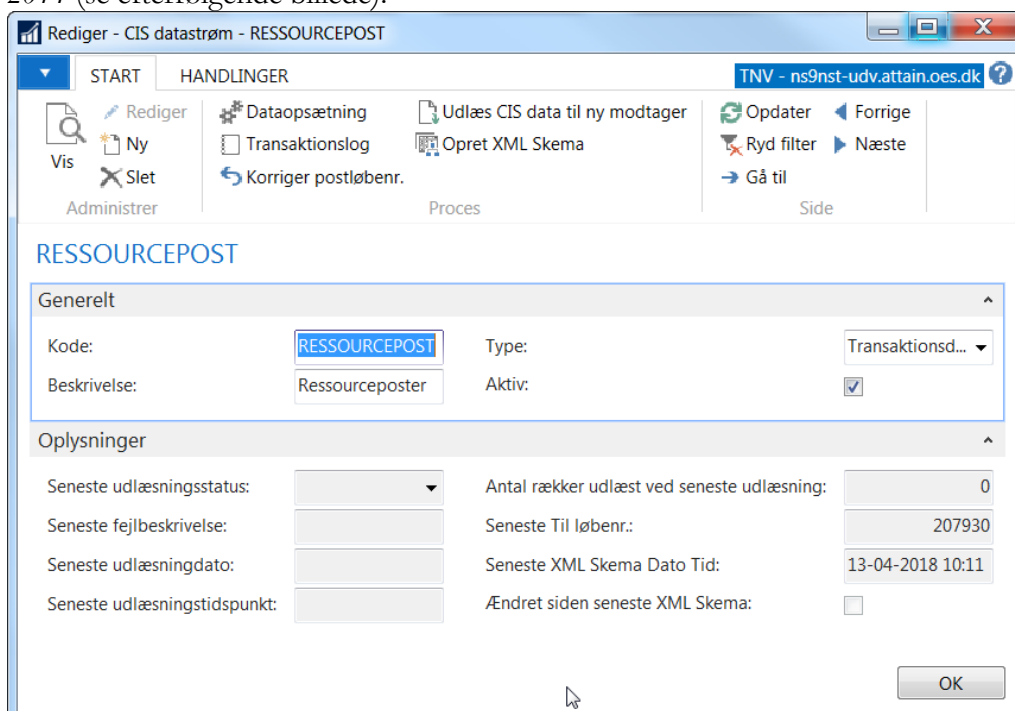 2077 (se efterfølgende billede).
Rediger - CIS datastrøm - RESSOURCEPOST
START HANDLINGER TNV - ns9nst-udv.attain.oes.dk
Vis
Rediger
Ny
Slet
Administrer
Dataopsætning Udlæs CIS data til ny modtager
Transaktionslog Opret XML Skema
Korriger postløbenr.
Proces
Opdater Forrige
Ryd filter Næste
Gå til
Side
RESSOURCEPOST
Generelt
Kode: RESSOURCEPOST Type: Transaktionsd...
Beskrivelse: Ressourceposter Aktiv:
Oplysninger
Seneste udlæsningsstatus: Antal rækker udlæst ved seneste udlæsning: 0
Seneste fejlbeskrivelse: Seneste Til løbenr.: 207930
Seneste udlæsningdato: Seneste XML Skema Dato Tid: 13-04-2018 10:11
Seneste udlæsningstidspunkt: Ændret siden seneste XML Skema:
OK